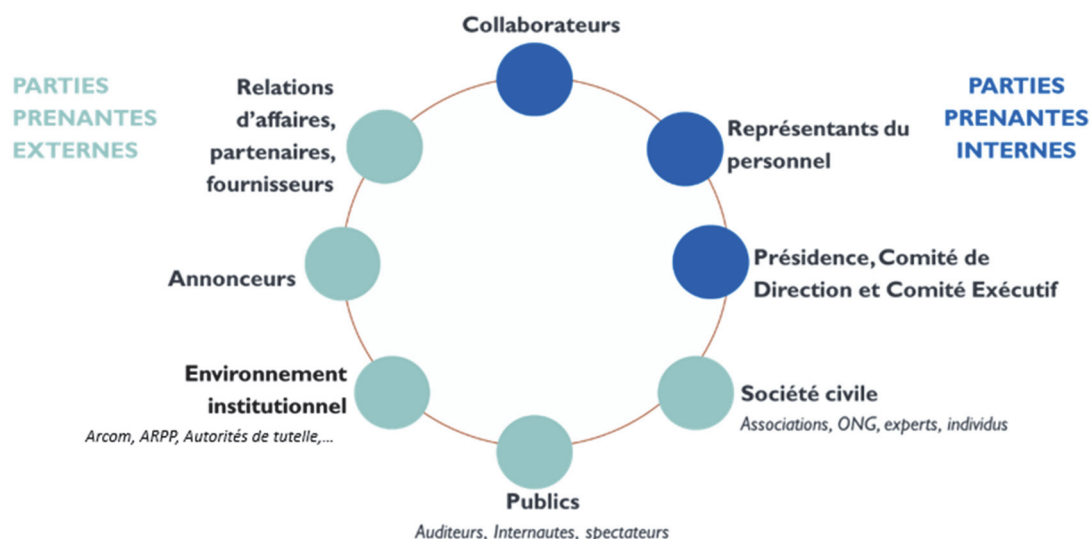 Collaborateurs
PARTIES
PRENANTES
EXTERNES
Relations
d'affaires,
partenaires,
fournisseurs
PARTIES
PRENANTES
INTERNES
Représentants du
personnel
Annonceurs
Présidence, Comité de
Direction et Comité Exécutif
Environnement
institutionnel
Arcom, ARPP, Autorités de tutelle,...
Société civile
Associations, ONG, experts, individus
Publics
Auditeurs, Internautes, spectateurs